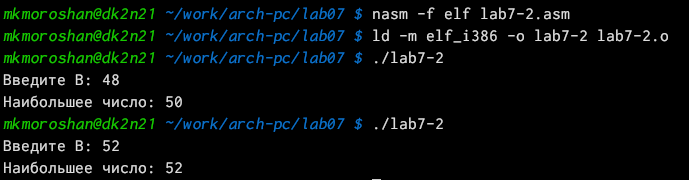 mkmoroshan@dk2n21 ~/work/arch-pc/lab07 $ nasm -f elf lab7-2.asm
mkmoroshan@dk2n21 ~/work/arch-pc/lab07 $ ld -m elf_i386 -o lab7-2 lab7-2.o
mkmoroshan@dk2n21 ~/work/arch-pc/lab07 $ ./lab7-2
Введите B: 48
Наибольшее число: 50
mkmoroshan@dk2n21 ~/work/arch-pc/lab07 $ ./lab7-2
Введите B: 52
Наибольшее число: 52